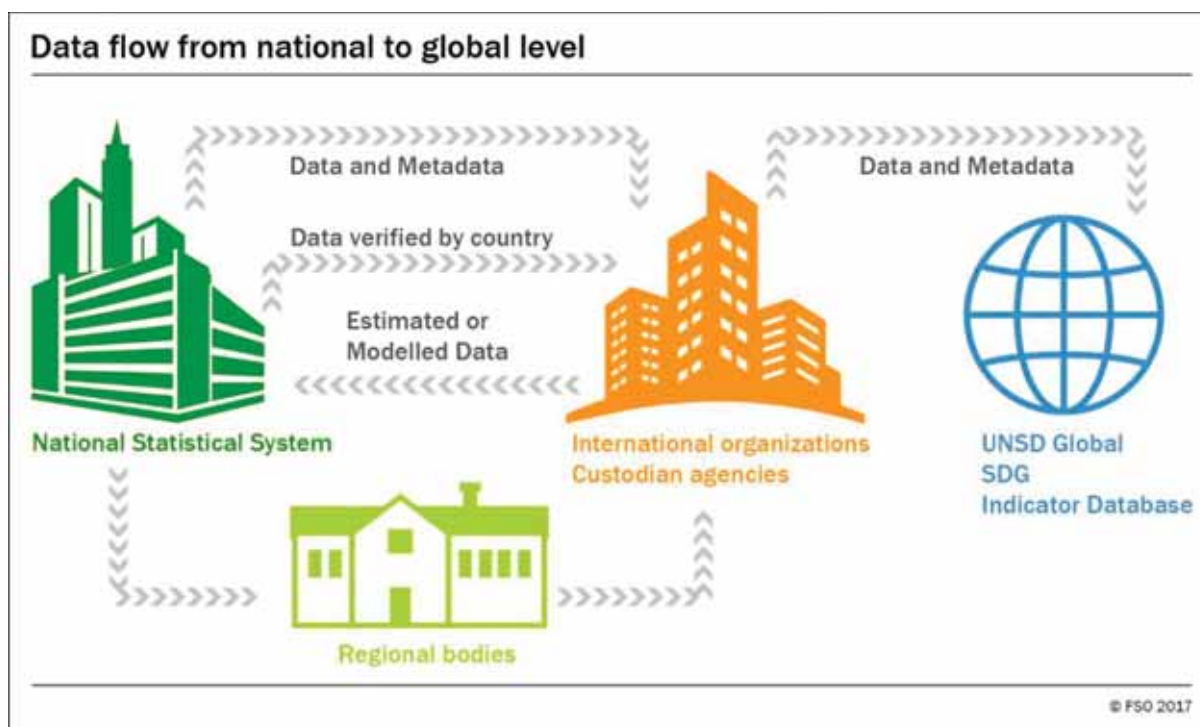 Data flow from national to global level
Data and Metadata
Data and Metadata
Data verified by country
Estimated or
Modelled Data
National Statistical System
International organizations
Custodian agencies
UNSD Global
SDG
Indicator Database
Regional bodies
© FSO 2017